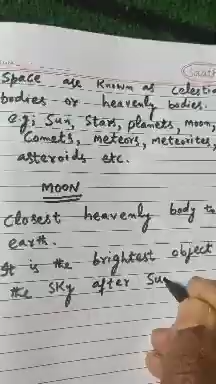 Space are known as celestia
bodies or heavenly bodies.
e.g; Sun, Stars, planets, moon,
Comets, meteors, meteorites,
asteroids etc.
MOON
Closest heavenly body to
earth.
It is the brightest object
the sky after Su